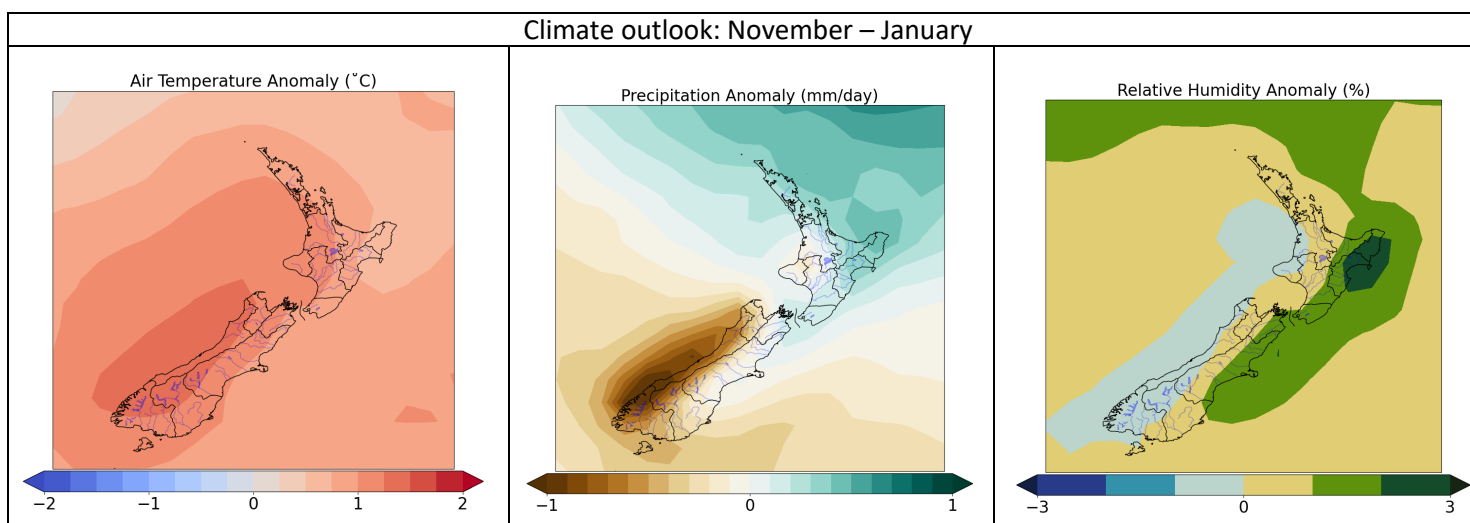 Climate outlook: November – January
Air Temperature Anomaly (˚C)
−2 −1 0 1 2
Precipitation Anomaly (mm/day)
−1 0 1
Relative Humidity Anomaly (%)
−3 0 3